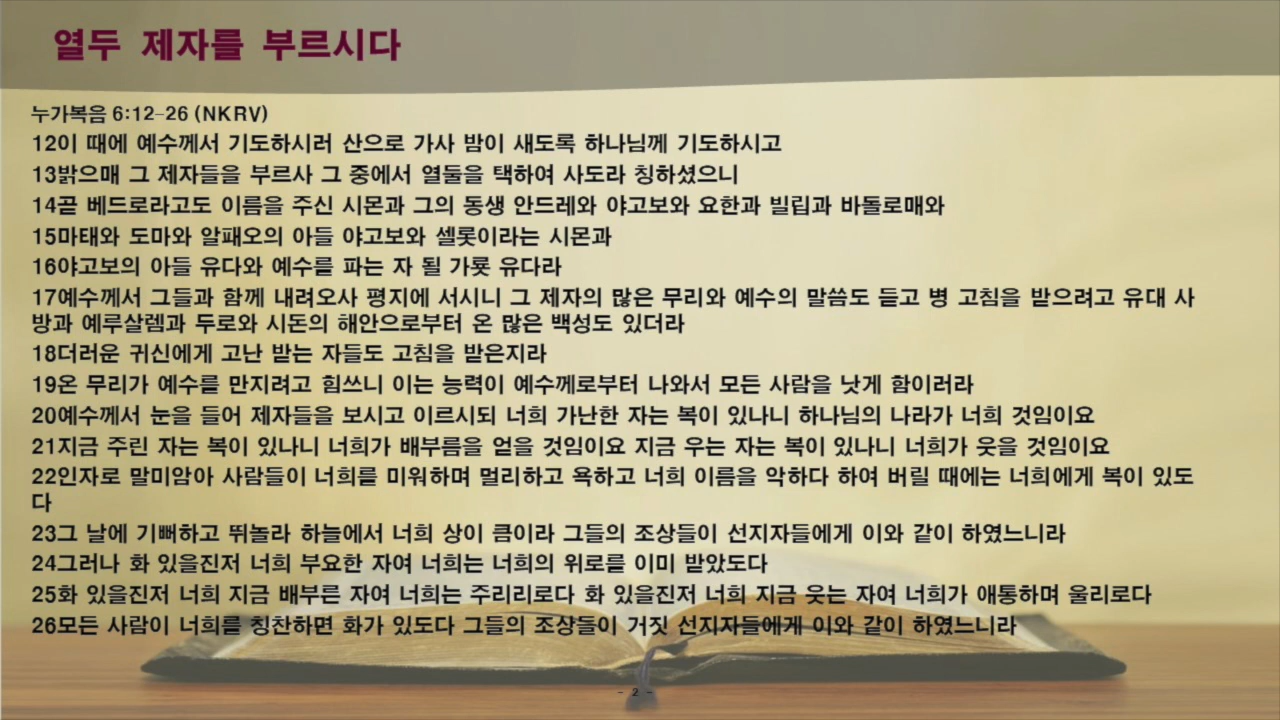 열두 제자를 부르시다
누가복음 6:12-26 (NKRV)
12이 때에 예수께서 기도하시러 산으로 가사 밤이 새도록 하나님께 기도하시고
13밝으매 그 제자들을 부르사 그 중에서 열둘을 택하여 사도라 칭하셨으니
14곧 베드로라고도 이름을 주신 시몬과 그의 동생 안드레와 야고보와 요한과 빌립과 바돌로매와
15마태와 도마와 알패오의 아들 야고보와 셀롯이라는 시몬과
16야고보의 아들 유다와 예수를 파는 자 될 가룟 유다라
17예수께서 그들과 함께 내려오사 평지에 서시니 그 제자의 많은 무리와 예수의 말씀도 듣고 병 고침을 받으려고 유대 사
방과 예루살렘과 두로와 시돈의 해안으로부터 온 많은 백성도 있더라
18더러운 귀신에게 고난 받는 자들도 고침을 받은지라
19온 무리가 예수를 만지려고 힘쓰니 이는 능력이 예수께로부터 나와서 모든 사람을 낫게 함이러라
20예수께서 눈을 들어 제자들을 보시고 이르시되 너희 가난한 자는 복이 있나니 하나님의 나라가 너희 것임이요
21지금 주린 자는 복이 있나니 너희가 배부름을 얻을 것임이요 지금 우는 자는 복이 있나니 너희가 웃을 것임이요
22인자로 말미암아 사람들이 너희를 미워하며 멀리하고 욕하고 너희 이름을 악하다 하여 버릴 때에는 너희에게 복이 있도
다
23그 날에 기뻐하고 뛰놀라 하늘에서 너희 상이 큼이라 그들의 조상들이 선지자들에게 이와 같이 하였느니라
24그러나 화 있을진저 너희 부요한 자여 너희는 너희의 위로를 이미 받았도다
25화 있을진저 너희 지금 배부른 자여 너희는 주리리로다 화 있을진저 너희 지금 웃는 자여 너희가 애통하며 울리로다
26모든 사람이 너희를 칭찬하면 화가 있도다 그들의 조상들이 거짓 선지자들에게 이와 같이 하였느니라
- 2 -